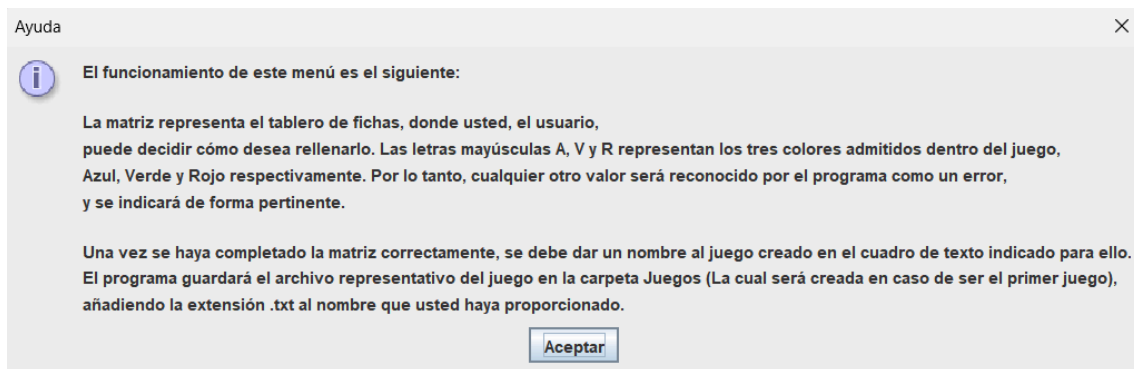 Ayuda
El funcionamiento de este menú es el siguiente:
La matriz representa el tablero de fichas, donde usted, el usuario,
puede decidir cómo desea rellenarlo. Las letras mayúsculas A, V y R representan los tres colores admitidos dentro del juego,
Azul, Verde y Rojo respectivamente. Por lo tanto, cualquier otro valor será reconocido por el programa como un error,
y se indicará de forma pertinente.
Una vez se haya completado la matriz correctamente, se debe dar un nombre al juego creado en el cuadro de texto indicado para ello.
El programa guardará el archivo representativo del juego en la carpeta Juegos (La cual será creada en caso de ser el primer juego),
añadiendo la extensión .txt al nombre que usted haya proporcionado.
Aceptar